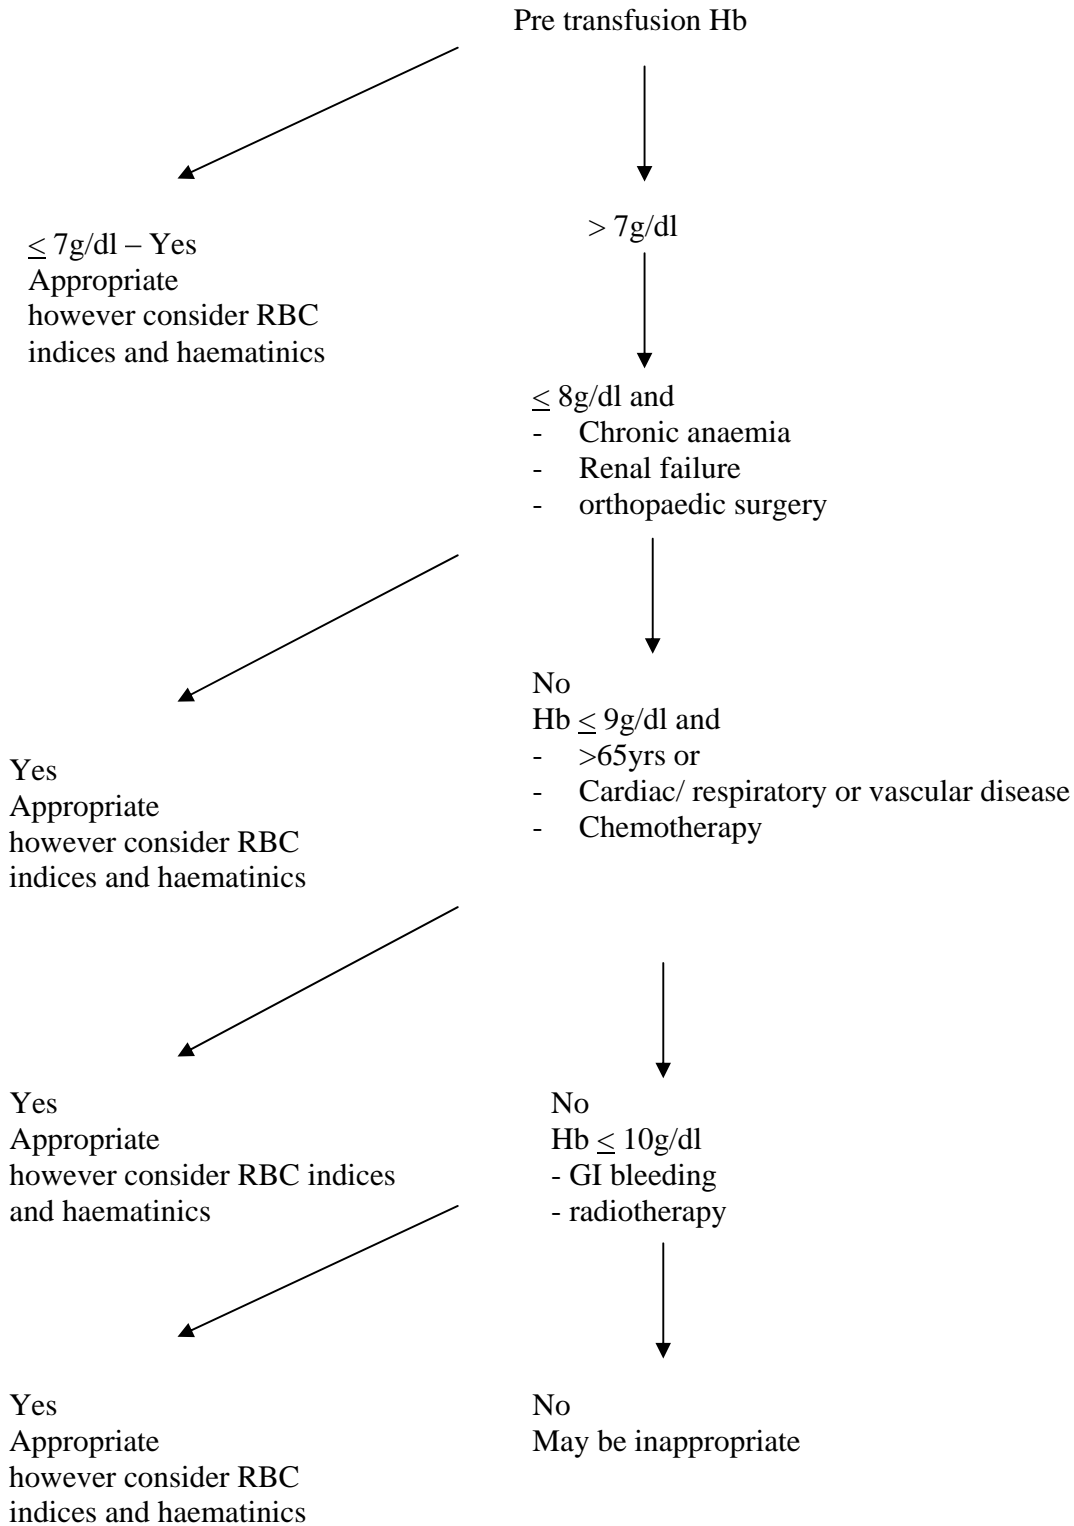 Pre transfusion Hb
≤ 7g/dl – Yes
Appropriate
however consider RBC
indices and haematinics
> 7g/dl
≤ 8g/dl and
- Chronic anaemia
- Renal failure
- orthopaedic surgery
Yes
Appropriate
however consider RBC
indices and haematinics
No
Hb ≤ 9g/dl and
- >65yrs or
- Cardiac/ respiratory or vascular disease
- Chemotherapy
Yes
Appropriate
however consider RBC indices
and haematinics
No
Hb ≤ 10g/dl
- GI bleeding
- radiotherapy
Yes
Appropriate
however consider RBC
indices and haematinics
No
May be inappropriate